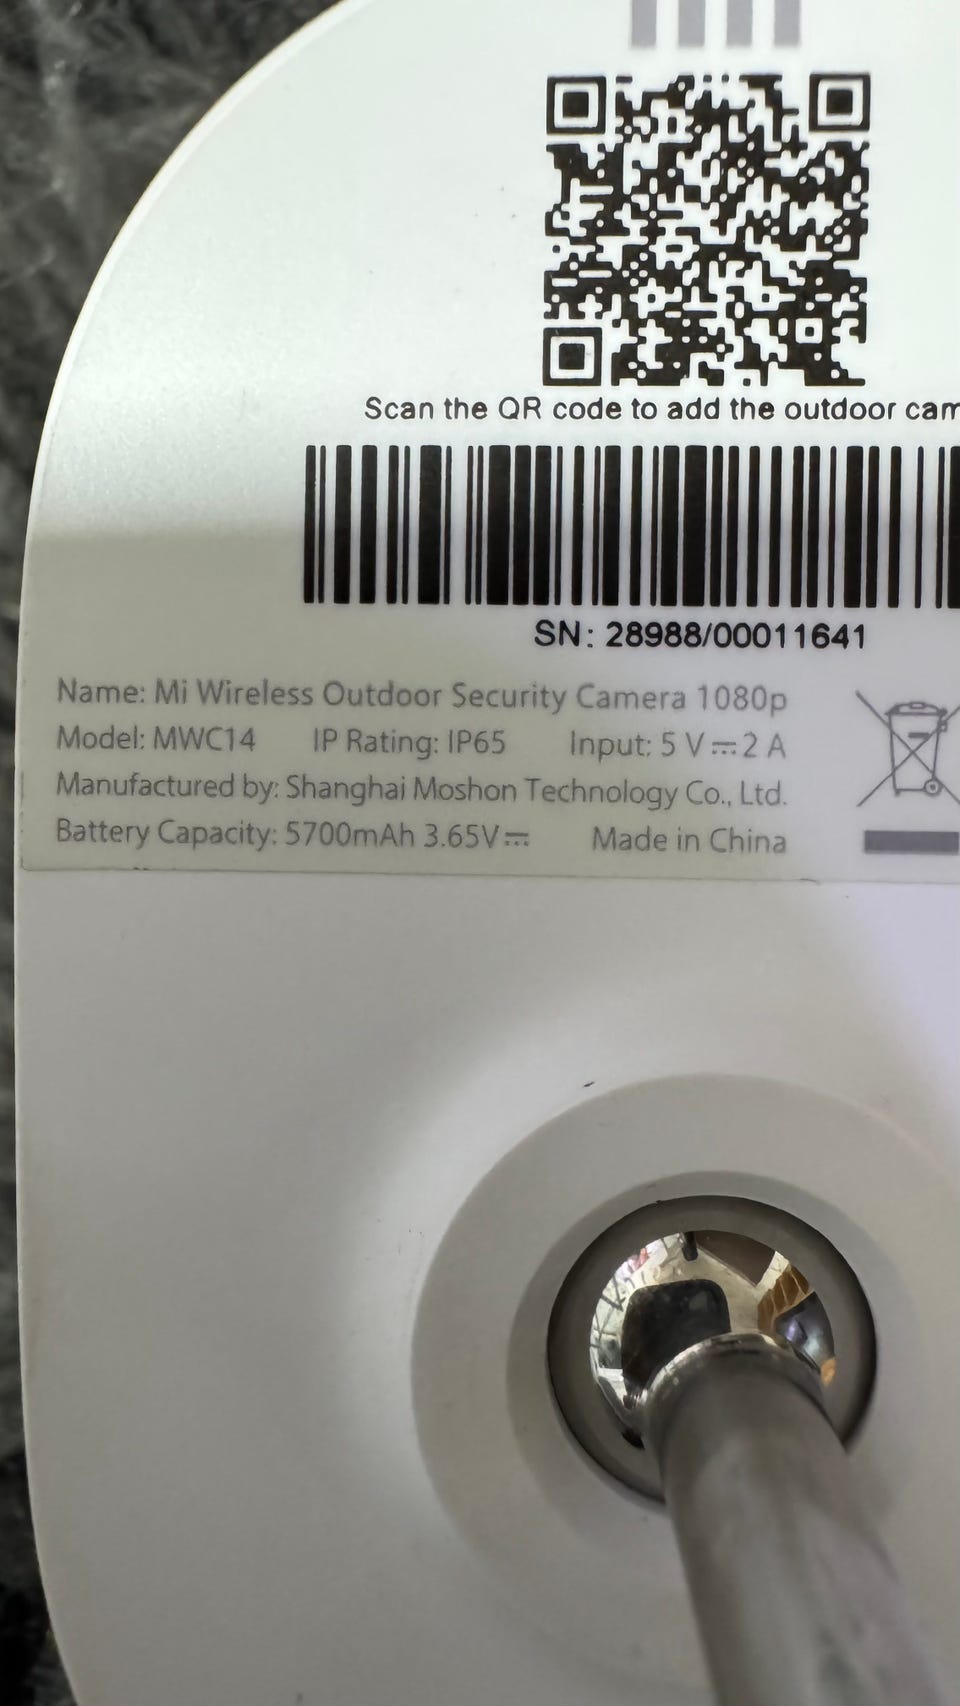 Scan the QR code to add the outdoor cam
SN: 28988/00011641
Name: Mi Wireless Outdoor Security Camera 1080p
Model: MWC14 IP Rating: IP65 Input: 5 V⎓2 A
Manufactured by: Shanghai Moshon Technology Co., Ltd.
Battery Capacity: 5700mAh 3.65V⎓ Made in China